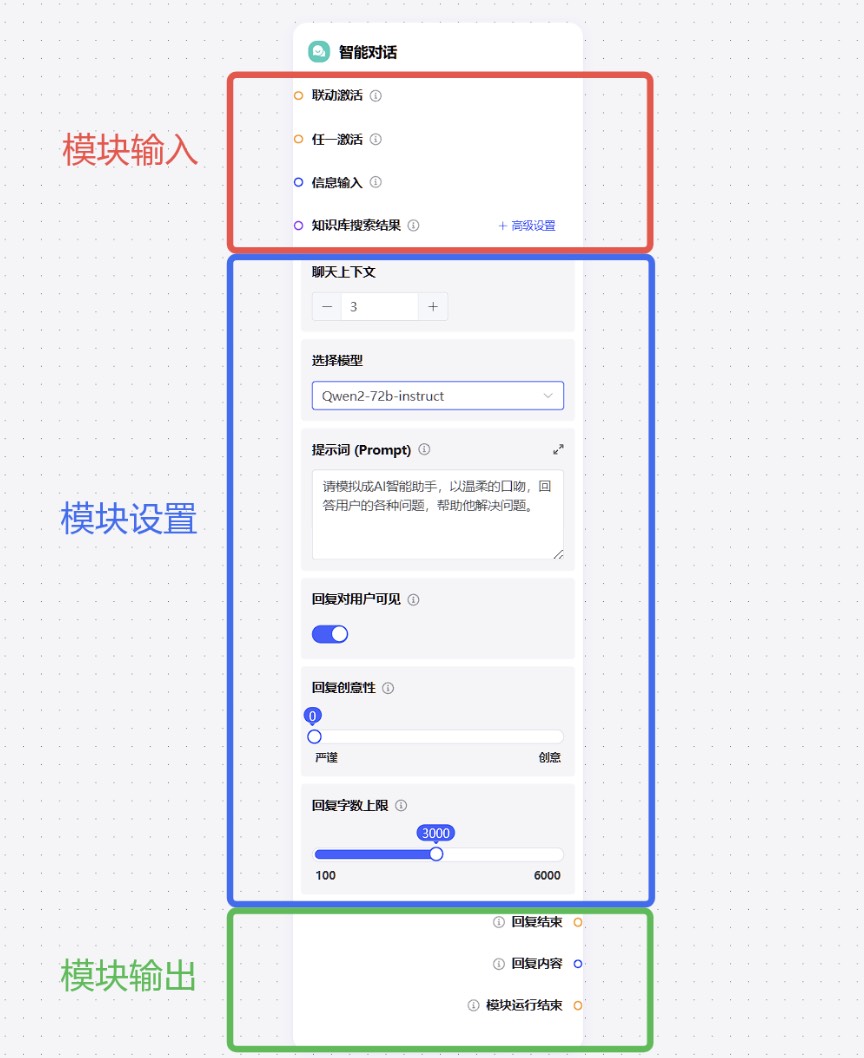 智能对话
模块输入
联动激活
任一激活
信息输入
知识库搜索结果
+ 高级设置
模块设置
聊天上下文
− 3 +
选择模型
Qwen2-72b-instruct
提示词 (Prompt)
请模拟成AI智能助手，以温柔的口吻，回
答用户的各种问题，帮助他解决问题。
回复对用户可见
回复创意性
0
严谨 创意
回复字数上限
3000
100 6000
模块输出
回复结束
回复内容
模块运行结束